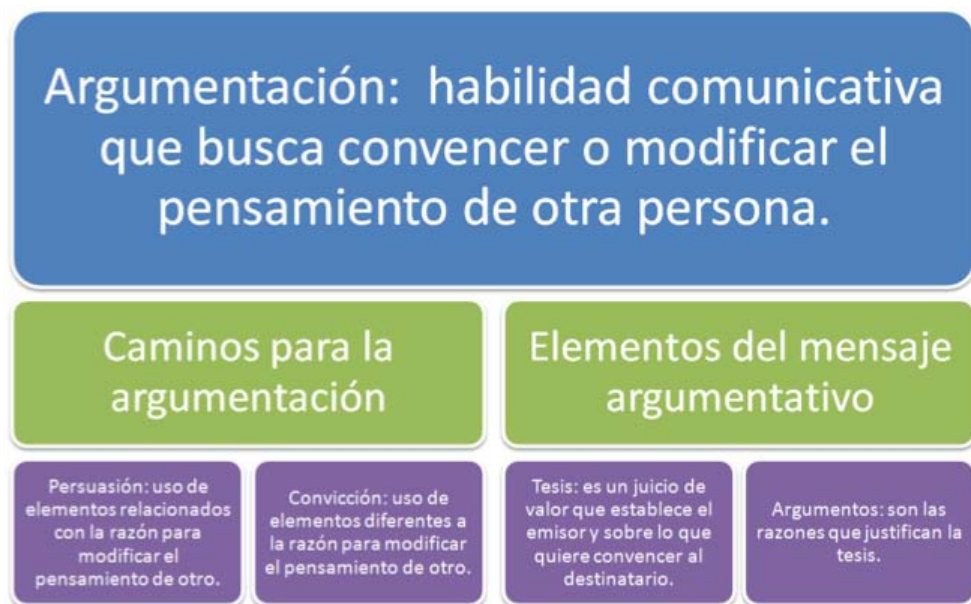 Argumentación: habilidad comunicativa
que busca convencer o modificar el
pensamiento de otra persona.
Caminos para la
argumentación
Elementos del mensaje
argumentativo
Persuasión: uso de
elementos relacionados
con la razón para
modificar el
pensamiento de otro.
Convicción: uso de
elementos diferentes a
la razón para modificar
el pensamiento de otro.
Tesis: es un juicio de
valor que establece el
emisor y sobre lo que
quiere convencer al
destinatario.
Argumentos: son las
razones que justifican la
tesis.